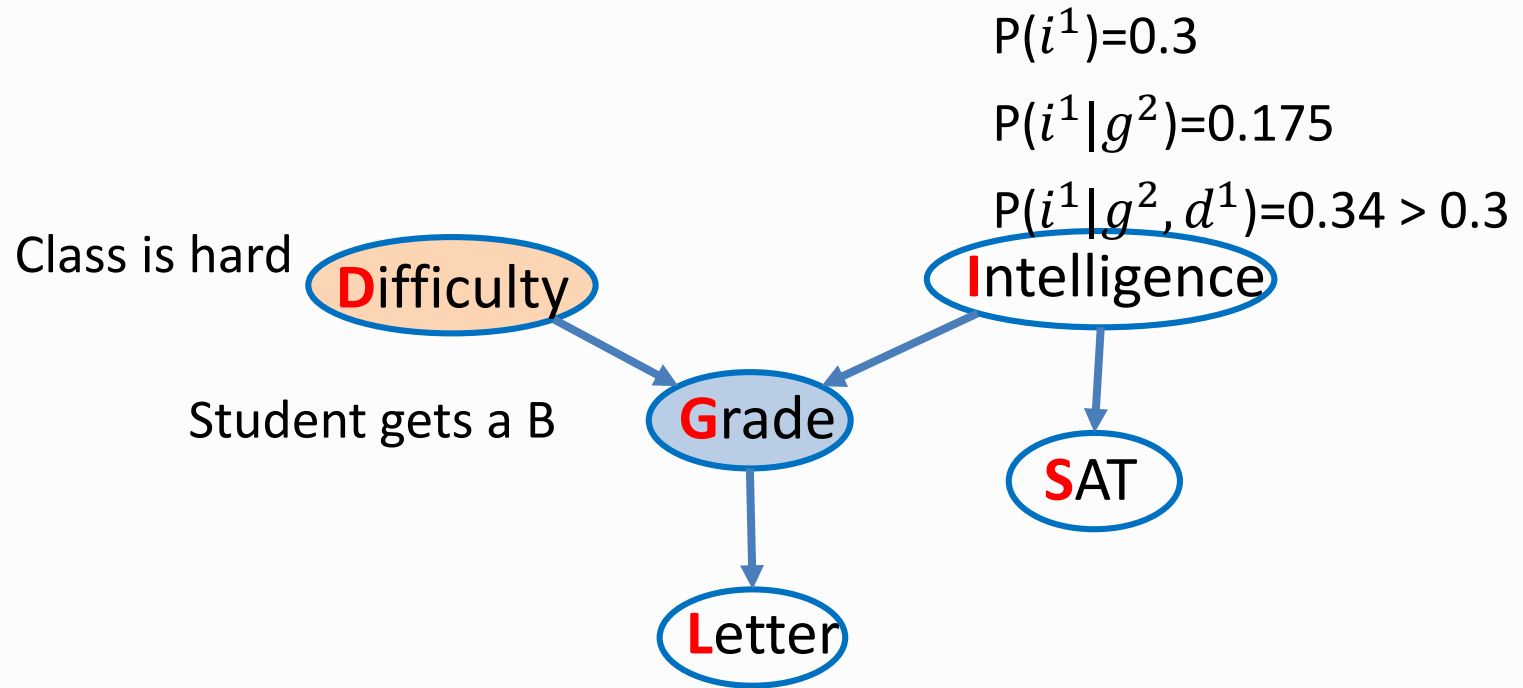 P(𝑖¹)=0.3
P(𝑖¹|𝑔²)=0.175
P(𝑖¹|𝑔², 𝑑¹)=0.34 > 0.3
Class is hard
Difficulty
Intelligence
Student gets a B
Grade
SAT
Letter